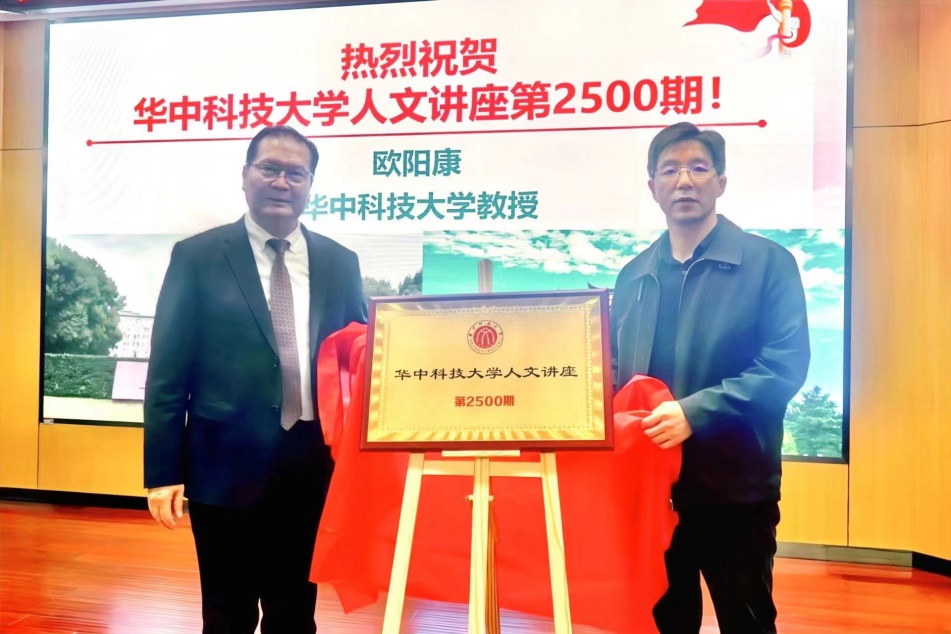 热烈祝贺
华中科技大学人文讲座第2500期!
欧阳康
华中科技大学教授
华中科技大学人文讲座
第2500期